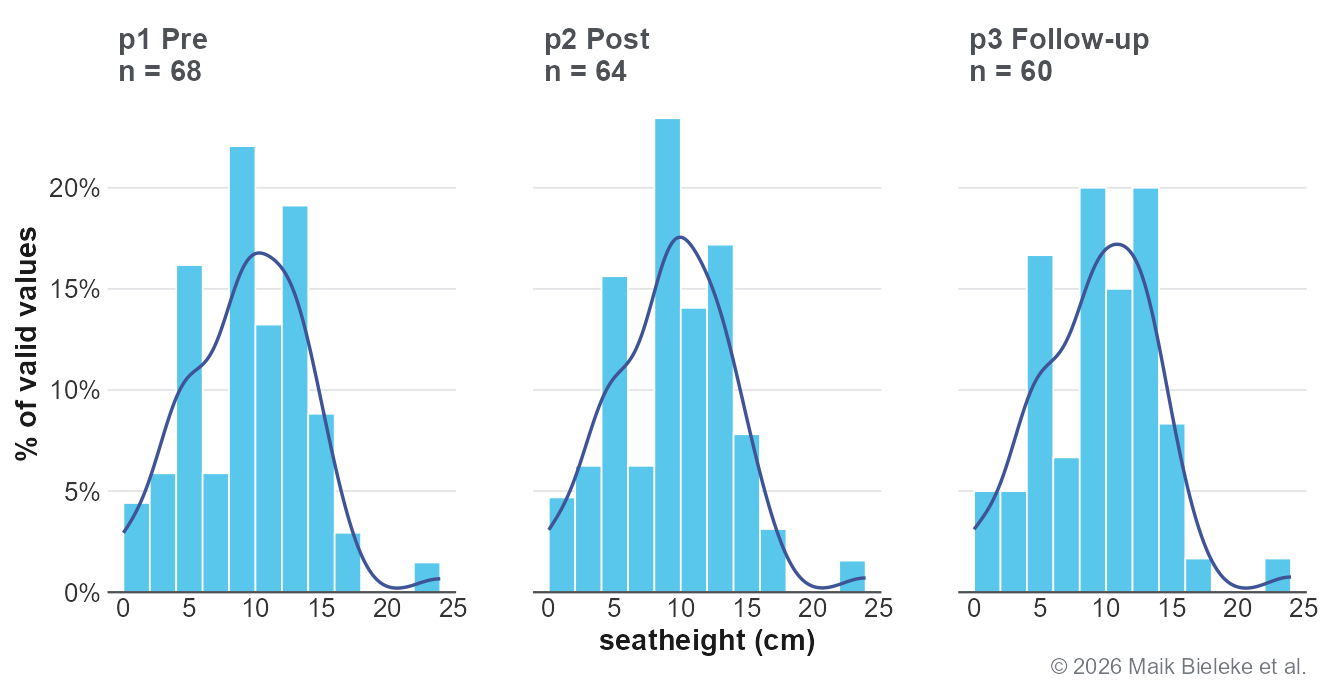 p1 Pre
n = 68
p2 Post
n = 64
p3 Follow-up
n = 60
% of valid values
20%
15%
10%
5%
0%
0 5 10 15 20 25
0 5 10 15 20 25
0 5 10 15 20 25
seatheight (cm)
© 2026 Maik Bieleke et al.